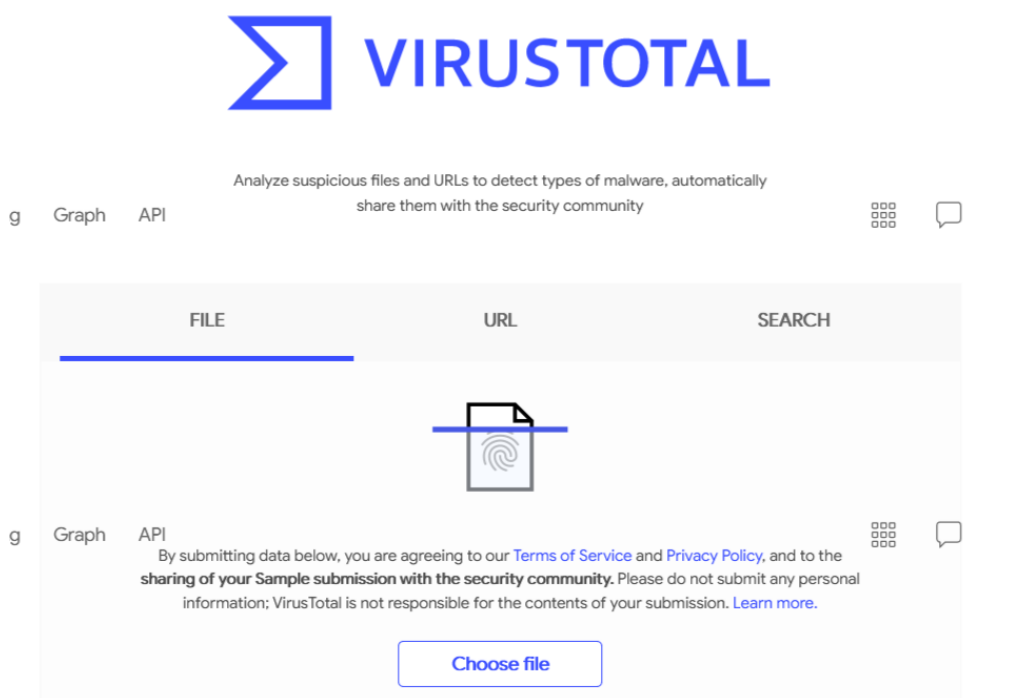 VIRUSTOTAL
Analyze suspicious files and URLs to detect types of malware, automatically
share them with the security community
g Graph API
FILE URL SEARCH
g Graph API
By submitting data below, you are agreeing to our Terms of Service and Privacy Policy, and to the
sharing of your Sample submission with the security community. Please do not submit any personal
information; VirusTotal is not responsible for the contents of your submission. Learn more.
Choose file